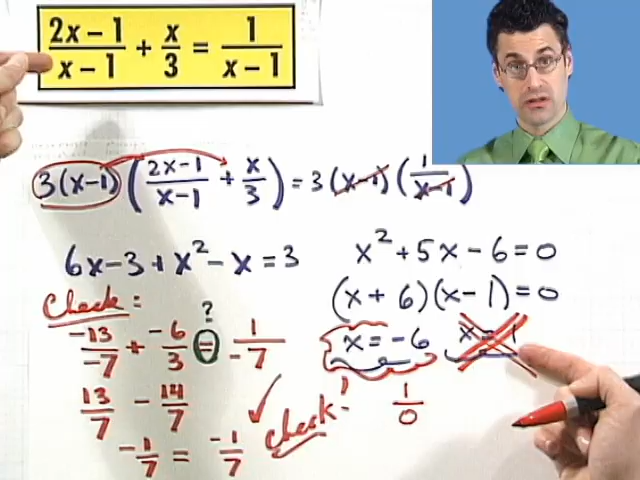 (2x − 1)/(x − 1) + x/3 = 1/(x − 1)
3(x-1) ( (2x-1)/(x-1) + x/3 ) = 3 (x-1) ( 1/(x-1) )
6x-3+x²-x=3
x²+5x-6=0
(x+6)(x-1)=0
x=-6 x=1
Check:
-13/-7 + -6/3 = 1/-7
?
13/7 - 14/7
-1/7 = -1/7
✓
check!
1/0